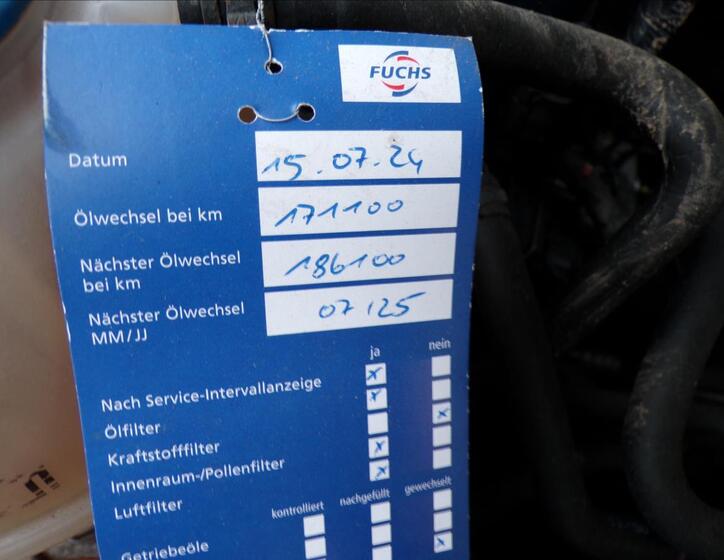 FUCHS
Datum 15.07.24
Ölwechsel bei km 171100
Nächster Ölwechsel
bei km 186100
Nächster Ölwechsel
MM/JJ 07/25
ja nein
Nach Service-Intervallanzeige
Ölfilter
Kraftstofffilter
Innenraum-/Pollenfilter
Luftfilter
kontrolliert nachgefüllt gewechselt
Getriebeöle